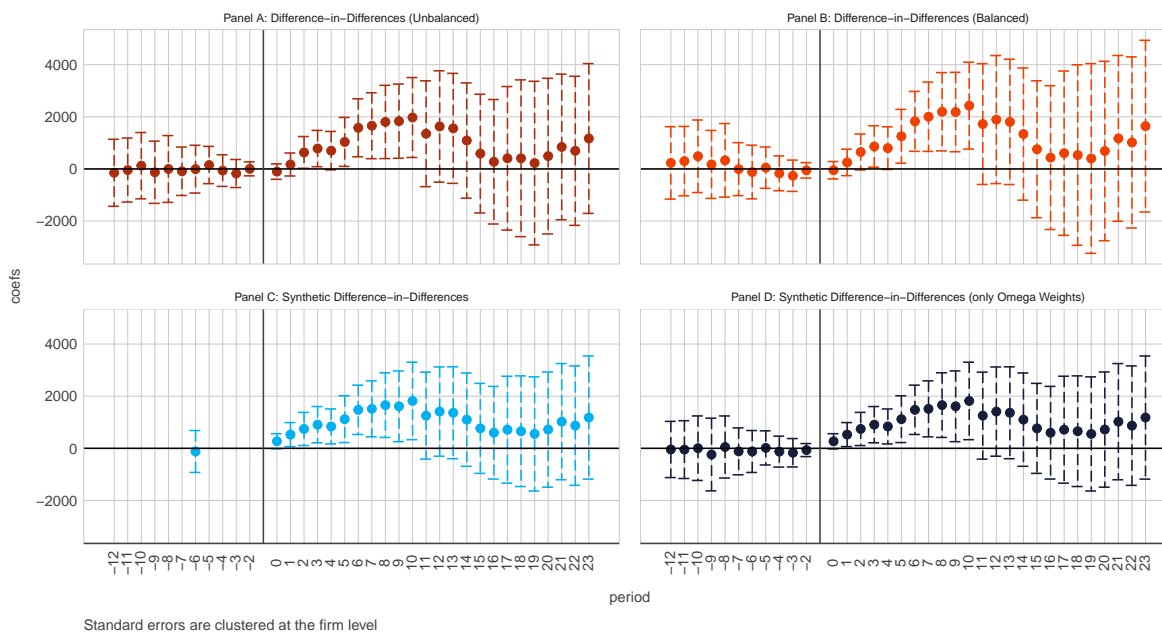 Panel A: Difference−in−Differences (Unbalanced)
Panel B: Difference−in−Differences (Balanced)
4000
2000
0
−2000
coefs
Panel C: Synthetic Difference−in−Differences
Panel D: Synthetic Difference−in−Differences (only Omega Weights)
4000
2000
0
−2000
−12 −11 −10 −9 −8 −7 −6 −5 −4 −3 −2 0 1 2 3 4 5 6 7 8 9 10 11 12 13 14 15 16 17 18 19 20 21 22 23
−12 −11 −10 −9 −8 −7 −6 −5 −4 −3 −2 0 1 2 3 4 5 6 7 8 9 10 11 12 13 14 15 16 17 18 19 20 21 22 23
period
Standard errors are clustered at the firm level